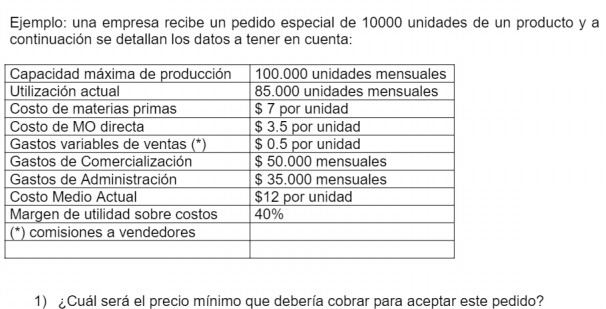 Ejemplo: una empresa recibe un pedido especial de 10000 unidades de un producto y a
continuación se detallan los datos a tener en cuenta:
Capacidad máxima de producción 100.000 unidades mensuales
Utilización actual 85.000 unidades mensuales
Costo de materias primas $ 7 por unidad
Costo de MO directa $ 3.5 por unidad
Gastos variables de ventas (*) $ 0.5 por unidad
Gastos de Comercialización $ 50.000 mensuales
Gastos de Administración $ 35.000 mensuales
Costo Medio Actual $12 por unidad
Margen de utilidad sobre costos 40%
(*) comisiones a vendedores
1) ¿Cuál será el precio mínimo que debería cobrar para aceptar este pedido?